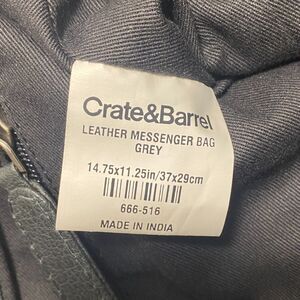 Crate&Barrel
LEATHER MESSENGER BAG
GREY
14.75x11.25in/37x29cm
666-516
MADE IN INDIA